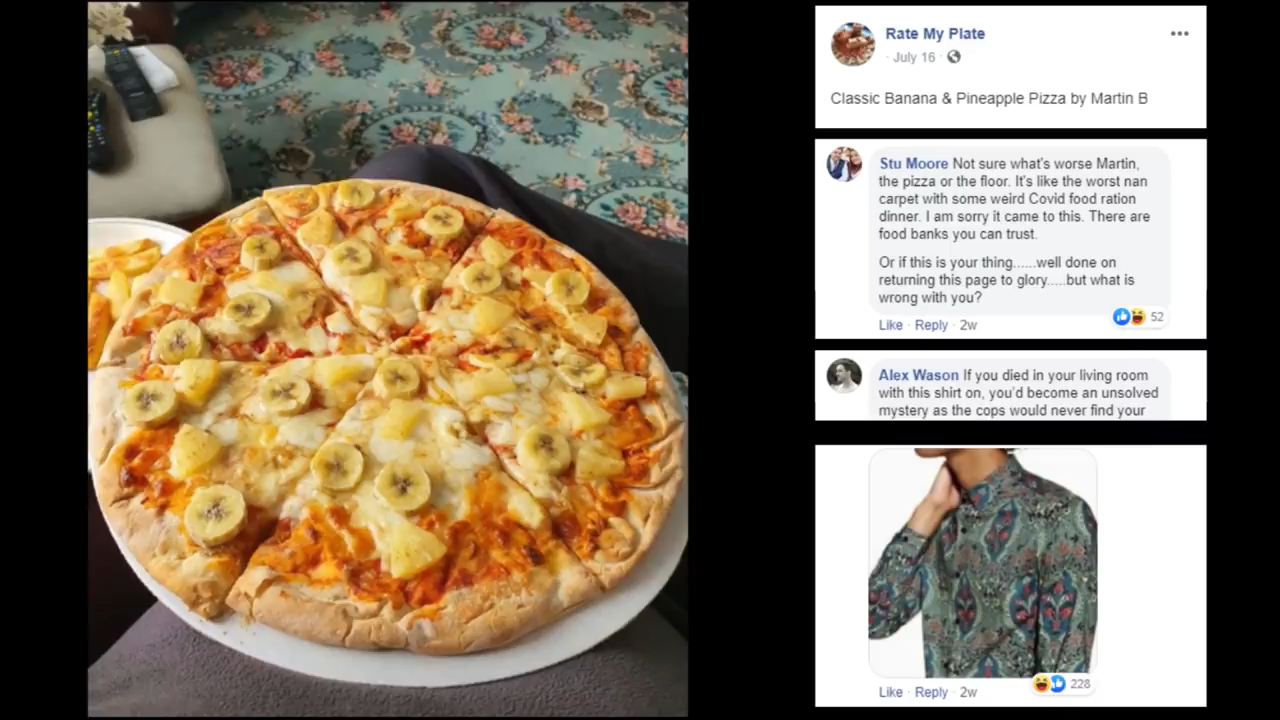 Rate My Plate
· July 16 ·
Classic Banana & Pineapple Pizza by Martin B
Stu Moore Not sure what's worse Martin,
the pizza or the floor. It's like the worst nan
carpet with some weird Covid food ration
dinner. I am sorry it came to this. There are
food banks you can trust.
Or if this is your thing......well done on
returning this page to glory.....but what is
wrong with you?
Like · Reply · 2w
52
Alex Wason If you died in your living room
with this shirt on, you'd become an unsolved
mystery as the cops would never find your
Like · Reply · 2w
228